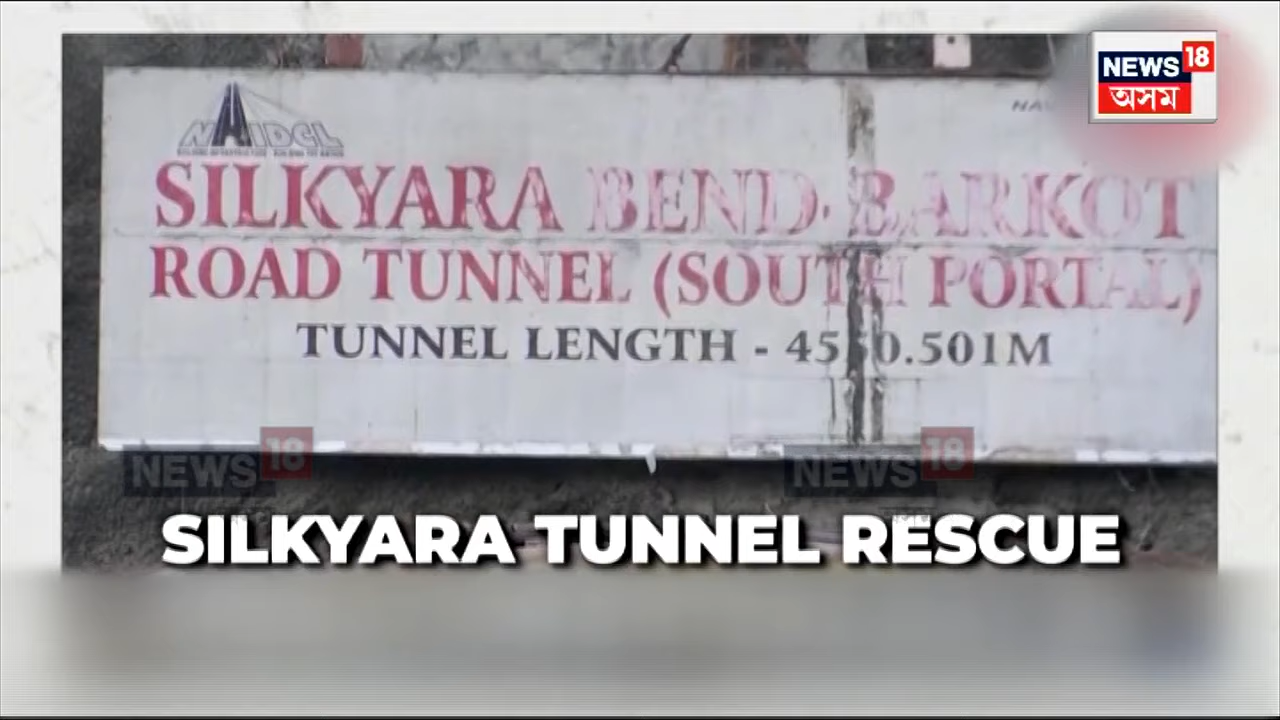 NEWS 18
অসম
NHIDCL
SILKYARA BEND-BARKOT
ROAD TUNNEL (SOUTH PORTAL)
TUNNEL LENGTH -
NEWS 18
NEWS 18
SILKYARA TUNNEL RESCUE